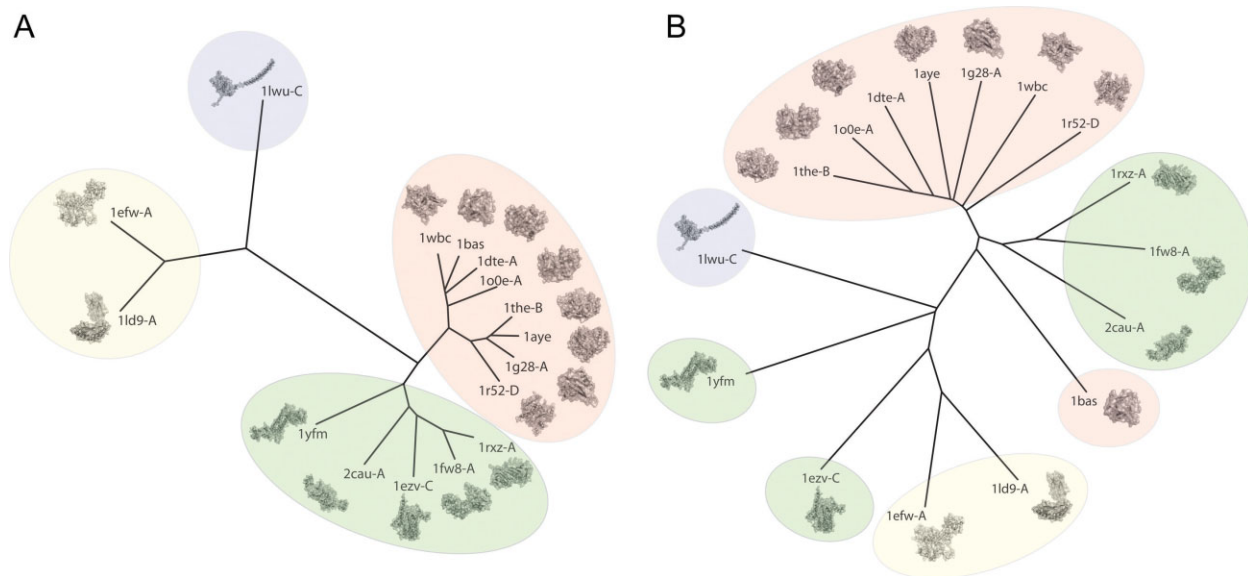 A
1lwu-C
1efw-A
1ld9-A
1wbc
1bas
1dte-A
1o0e-A
1the-B
1aye
1g28-A
1r52-D
1yfm
2cau-A
1ezv-C
1fw8-A
1rxz-A
B
1aye
1g28-A
1wbc
1dte-A
1o0e-A
1r52-D
1the-B
1rxz-A
1lwu-C
1fw8-A
2cau-A
1yfm
1bas
1ezv-C
1ld9-A
1efw-A